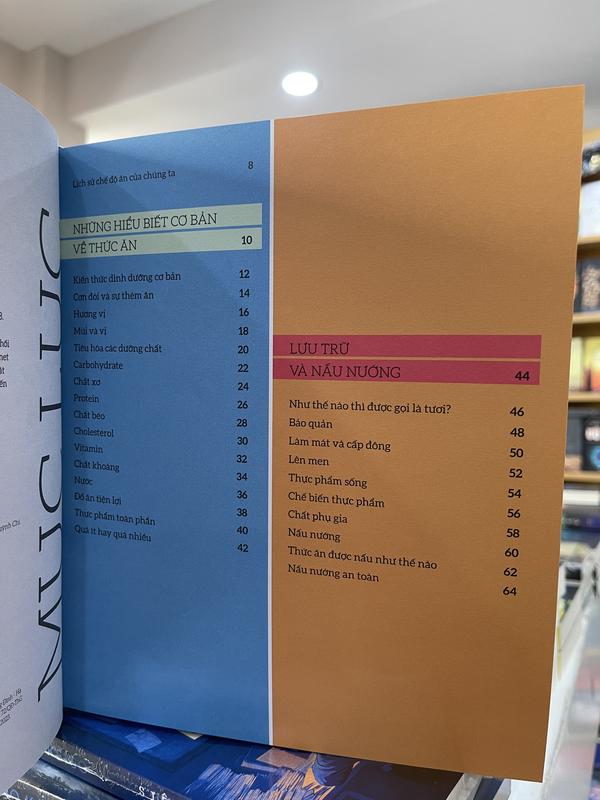 MỤC LỤC
Lịch sử chế độ ăn của chúng ta 8
NHỮNG HIỂU BIẾT CƠ BẢN
VỀ THỨC ĂN 10
Kiến thức dinh dưỡng cơ bản 12
Cơn đói và sự thèm ăn 14
Hương vị 16
Mùi và vị 18
Tiêu hóa các dưỡng chất 20
Carbohydrate 22
Chất xơ 24
Protein 26
Chất béo 28
Cholesterol 30
Vitamin 32
Chất khoáng 34
Nước 36
Đồ ăn tiện lợi 38
Thực phẩm toàn phần 40
Quá ít hay quá nhiều 42
LƯU TRỮ
VÀ NẤU NƯỚNG 44
Như thế nào thì được gọi là tươi? 46
Bảo quản 48
Làm mát và cấp đông 50
Lên men 52
Thực phẩm sống 54
Chế biến thực phẩm 56
Chất phụ gia 58
Nấu nướng 60
Thức ăn được nấu như thế nào 62
Nấu nướng an toàn 64